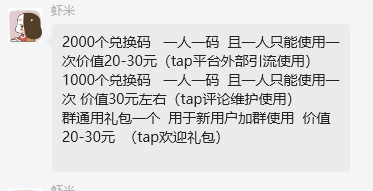 虾米
2000个兑换码   一人一码  且一人只能使用一
次价值20-30元（tap平台外部引流使用）
1000个兑换码   一人一码  且一人只能使用一
次 价值30元左右（tap评论维护使用）
群通用礼包一个  用于新用户加群使用  价值
20-30元  （tap欢迎礼包）
虾米